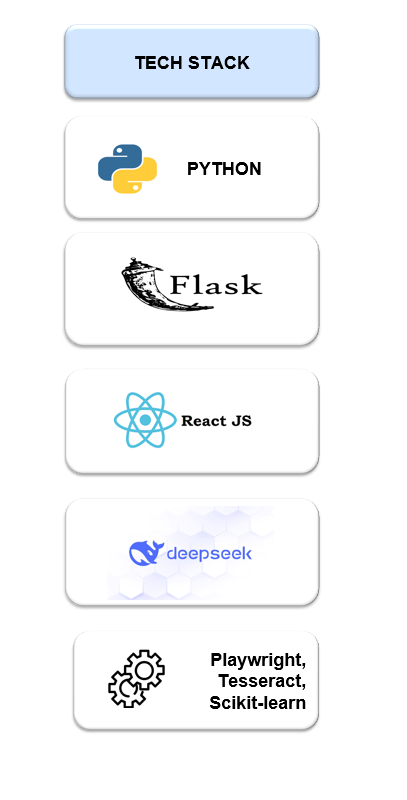 TECH STACK
PYTHON
Flask
React JS
deepseek
Playwright,
Tesseract,
Scikit-learn